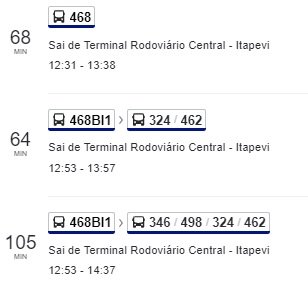 468
68
MIN
Sai de Terminal Rodoviário Central - Itapevi
12:31 - 13:38
468BI1 > 324 / 462
64
MIN
Sai de Terminal Rodoviário Central - Itapevi
12:53 - 13:57
468BI1 > 346 / 498 / 324 / 462
105
MIN
Sai de Terminal Rodoviário Central - Itapevi
12:53 - 14:37